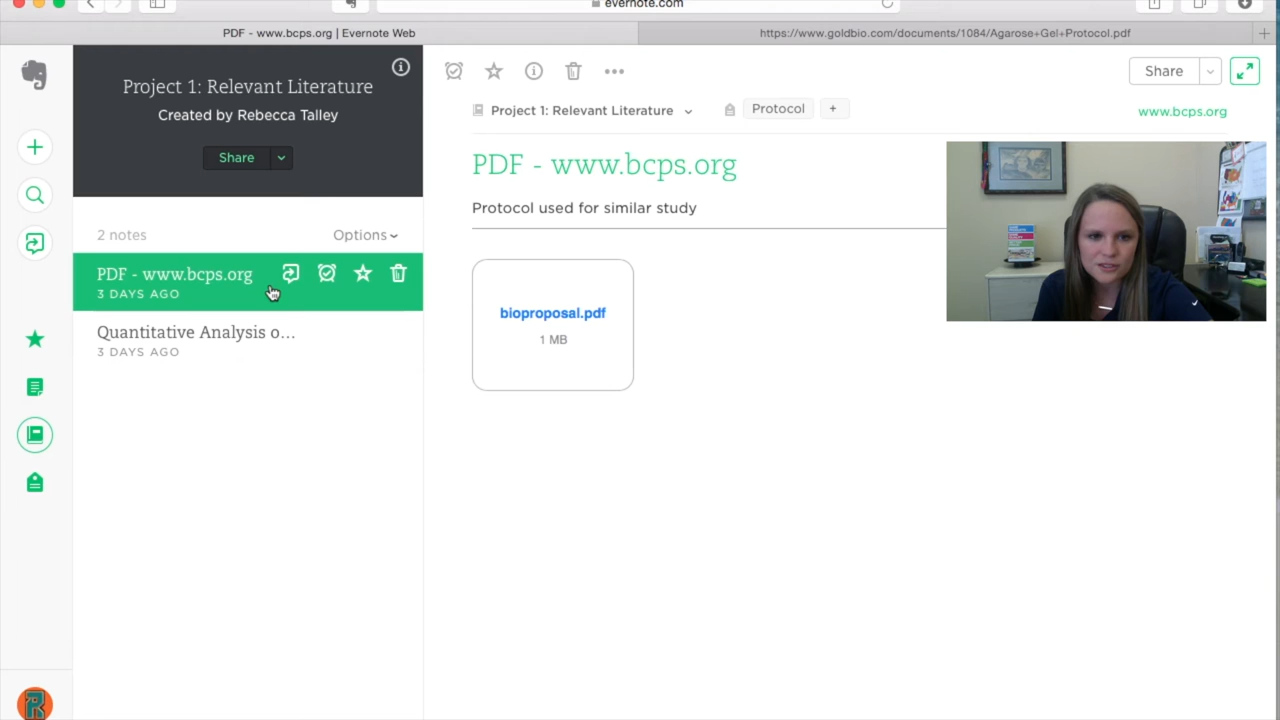 evernote.com
PDF - www.bcps.org | Evernote Web
https://www.goldbio.com/documents/1084/Agarose+Gel+Protocol.pdf
Project 1: Relevant Literature
Created by Rebecca Talley
Share
2 notes
Options
PDF - www.bcps.org
3 DAYS AGO
Quantitative Analysis o...
3 DAYS AGO
Share
Project 1: Relevant Literature
Protocol
+
www.bcps.org
PDF - www.bcps.org
Protocol used for similar study
bioproposal.pdf
1 MB